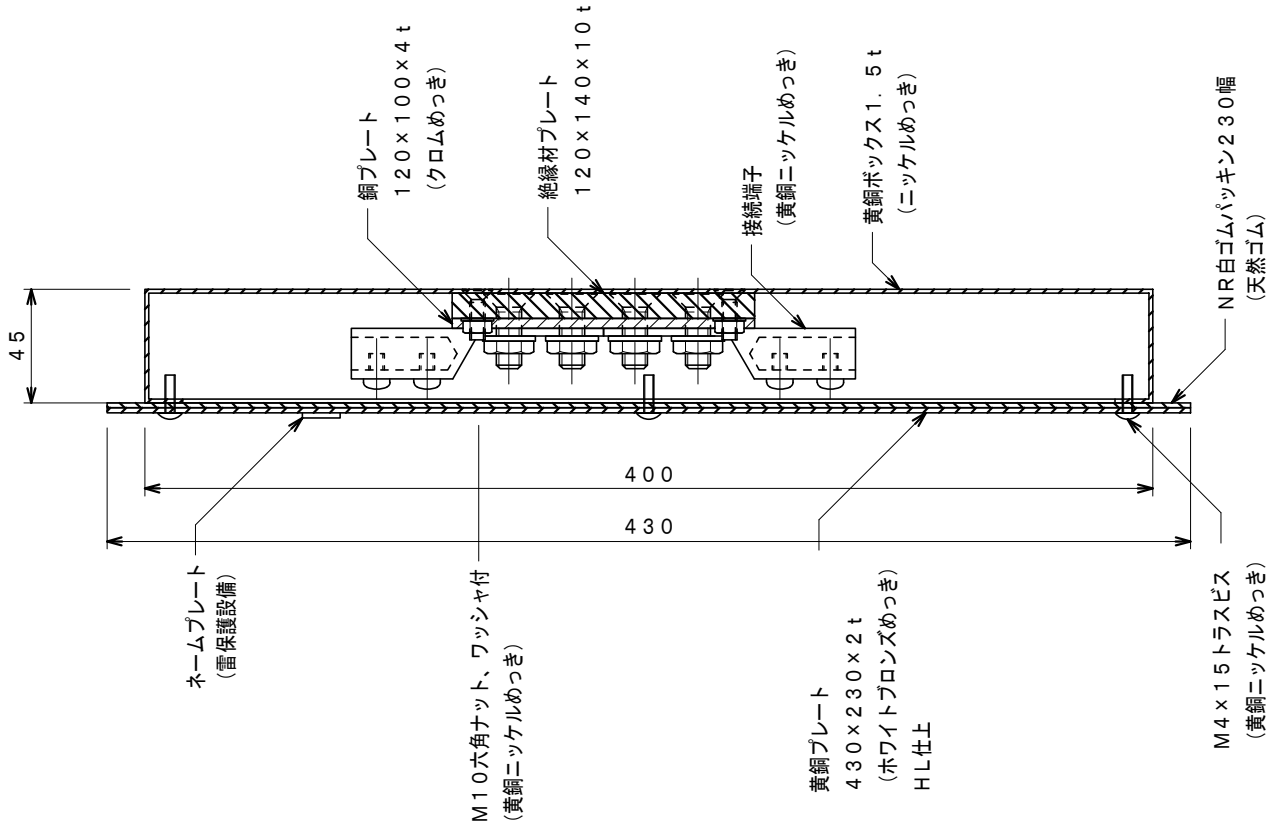 45
銅プレート
120×100×4t
(クロムめっき)
絶縁材プレート
120×140×10t
接続端子
(黄銅ニッケルめっき)
黄銅ボックス1.5t
(ニッケルめっき)
NR白ゴムパッキン230幅
(天然ゴム)
400
430
ネームプレート
(雷保護設備)
M10六角ナット、ワッシャ付
(黄銅ニッケルめっき)
黄銅プレート
430×230×2t
(ホワイトブロンズめっき)
HL仕上
M4×15トラスビス
(黄銅ニッケルめっき)